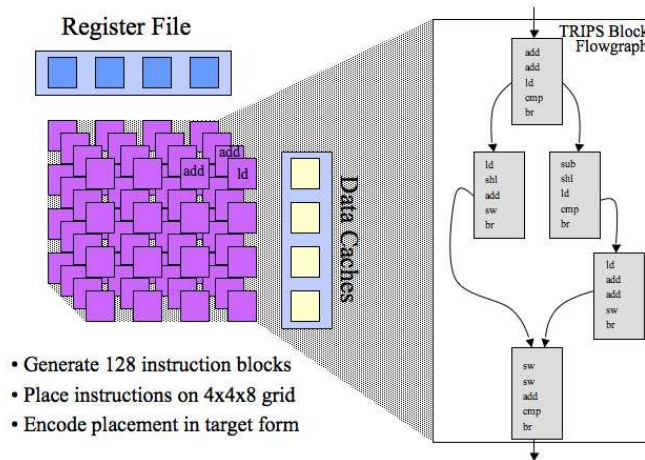 Register File
TRIPS Block
Flowgraph
add
add
ld
cmp
br
add
add
ld
Data Caches
ld
shl
add
sw
br
sub
shl
ld
cmp
br
ld
add
add
sw
br
sw
sw
add
cmp
br
• Generate 128 instruction blocks
• Place instructions on 4x4x8 grid
• Encode placement in target form